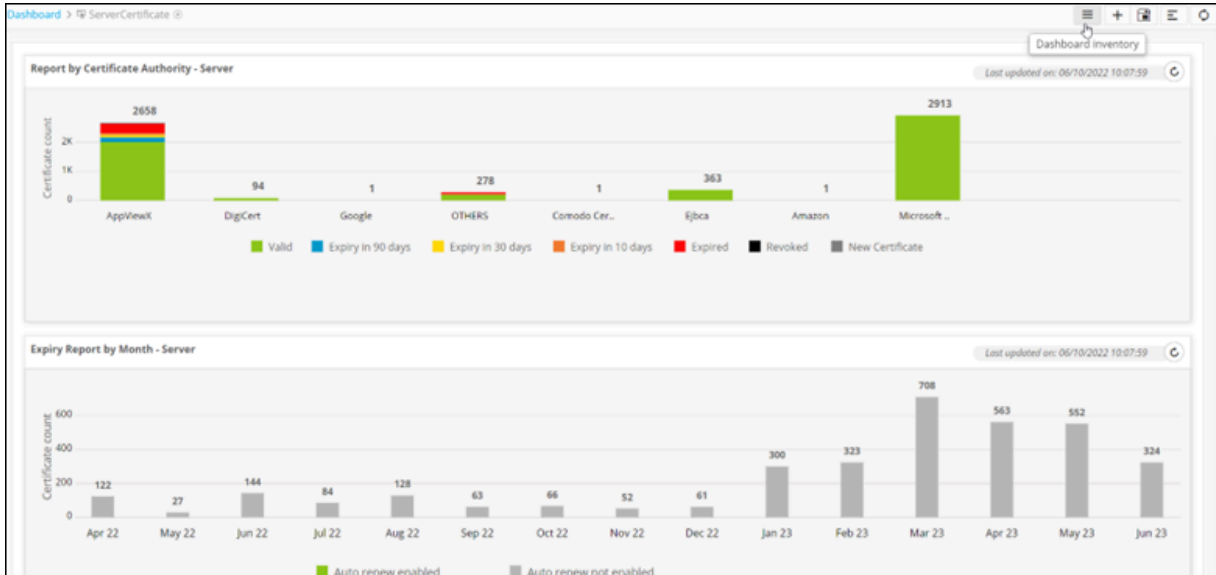 Dashboard > ServerCertificate
Dashboard inventory
Report by Certificate Authority - Server
Last updated on: 06/10/2022 10:07:59
Certificate count
2K
1K
0
2658
94
1
278
1
363
1
2913
AppViewX
DigiCert
Google
OTHERS
Comodo Cer..
Ejbca
Amazon
Microsoft ..
Valid
Expiry in 90 days
Expiry in 30 days
Expiry in 10 days
Expired
Revoked
New Certificate
Expiry Report by Month - Server
Last updated on: 06/10/2022 10:07:59
Certificate count
600
400
200
0
122
27
144
84
128
63
66
52
61
300
323
708
563
552
324
Apr 22
May 22
Jun 22
Jul 22
Aug 22
Sep 22
Oct 22
Nov 22
Dec 22
Jan 23
Feb 23
Mar 23
Apr 23
May 23
Jun 23
Auto renew enabled
Auto renew not enabled